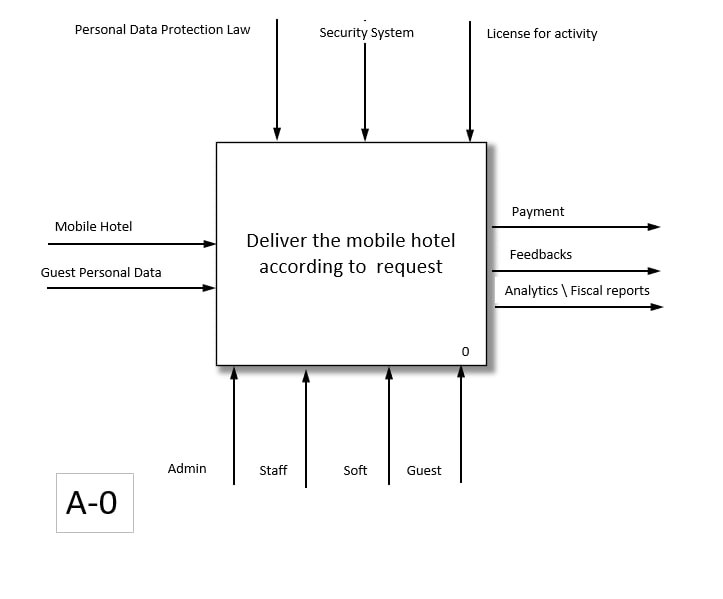 Personal Data Protection Law
Security System
License for activity
Payment
Mobile Hotel
Deliver the mobile hotel
according to request
Feedbacks
Guest Personal Data
Analytics \ Fiscal reports
0
Admin
Staff
Soft
Guest
A-0